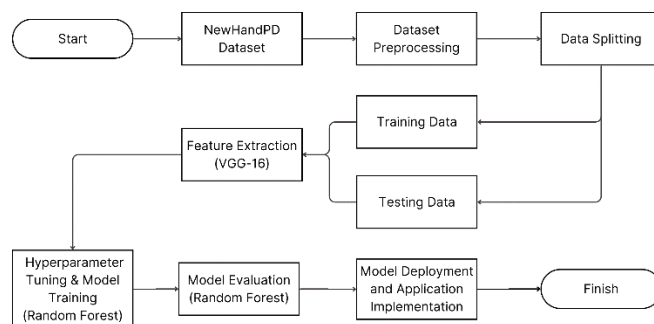 Start
NewHandPD
Dataset
Dataset
Preprocessing
Data Splitting
Training Data
Feature Extraction
(VGG-16)
Testing Data
Hyperparameter
Tuning & Model
Training
(Random Forest)
Model Evaluation
(Random Forest)
Model Deployment
and Application
Implementation
Finish